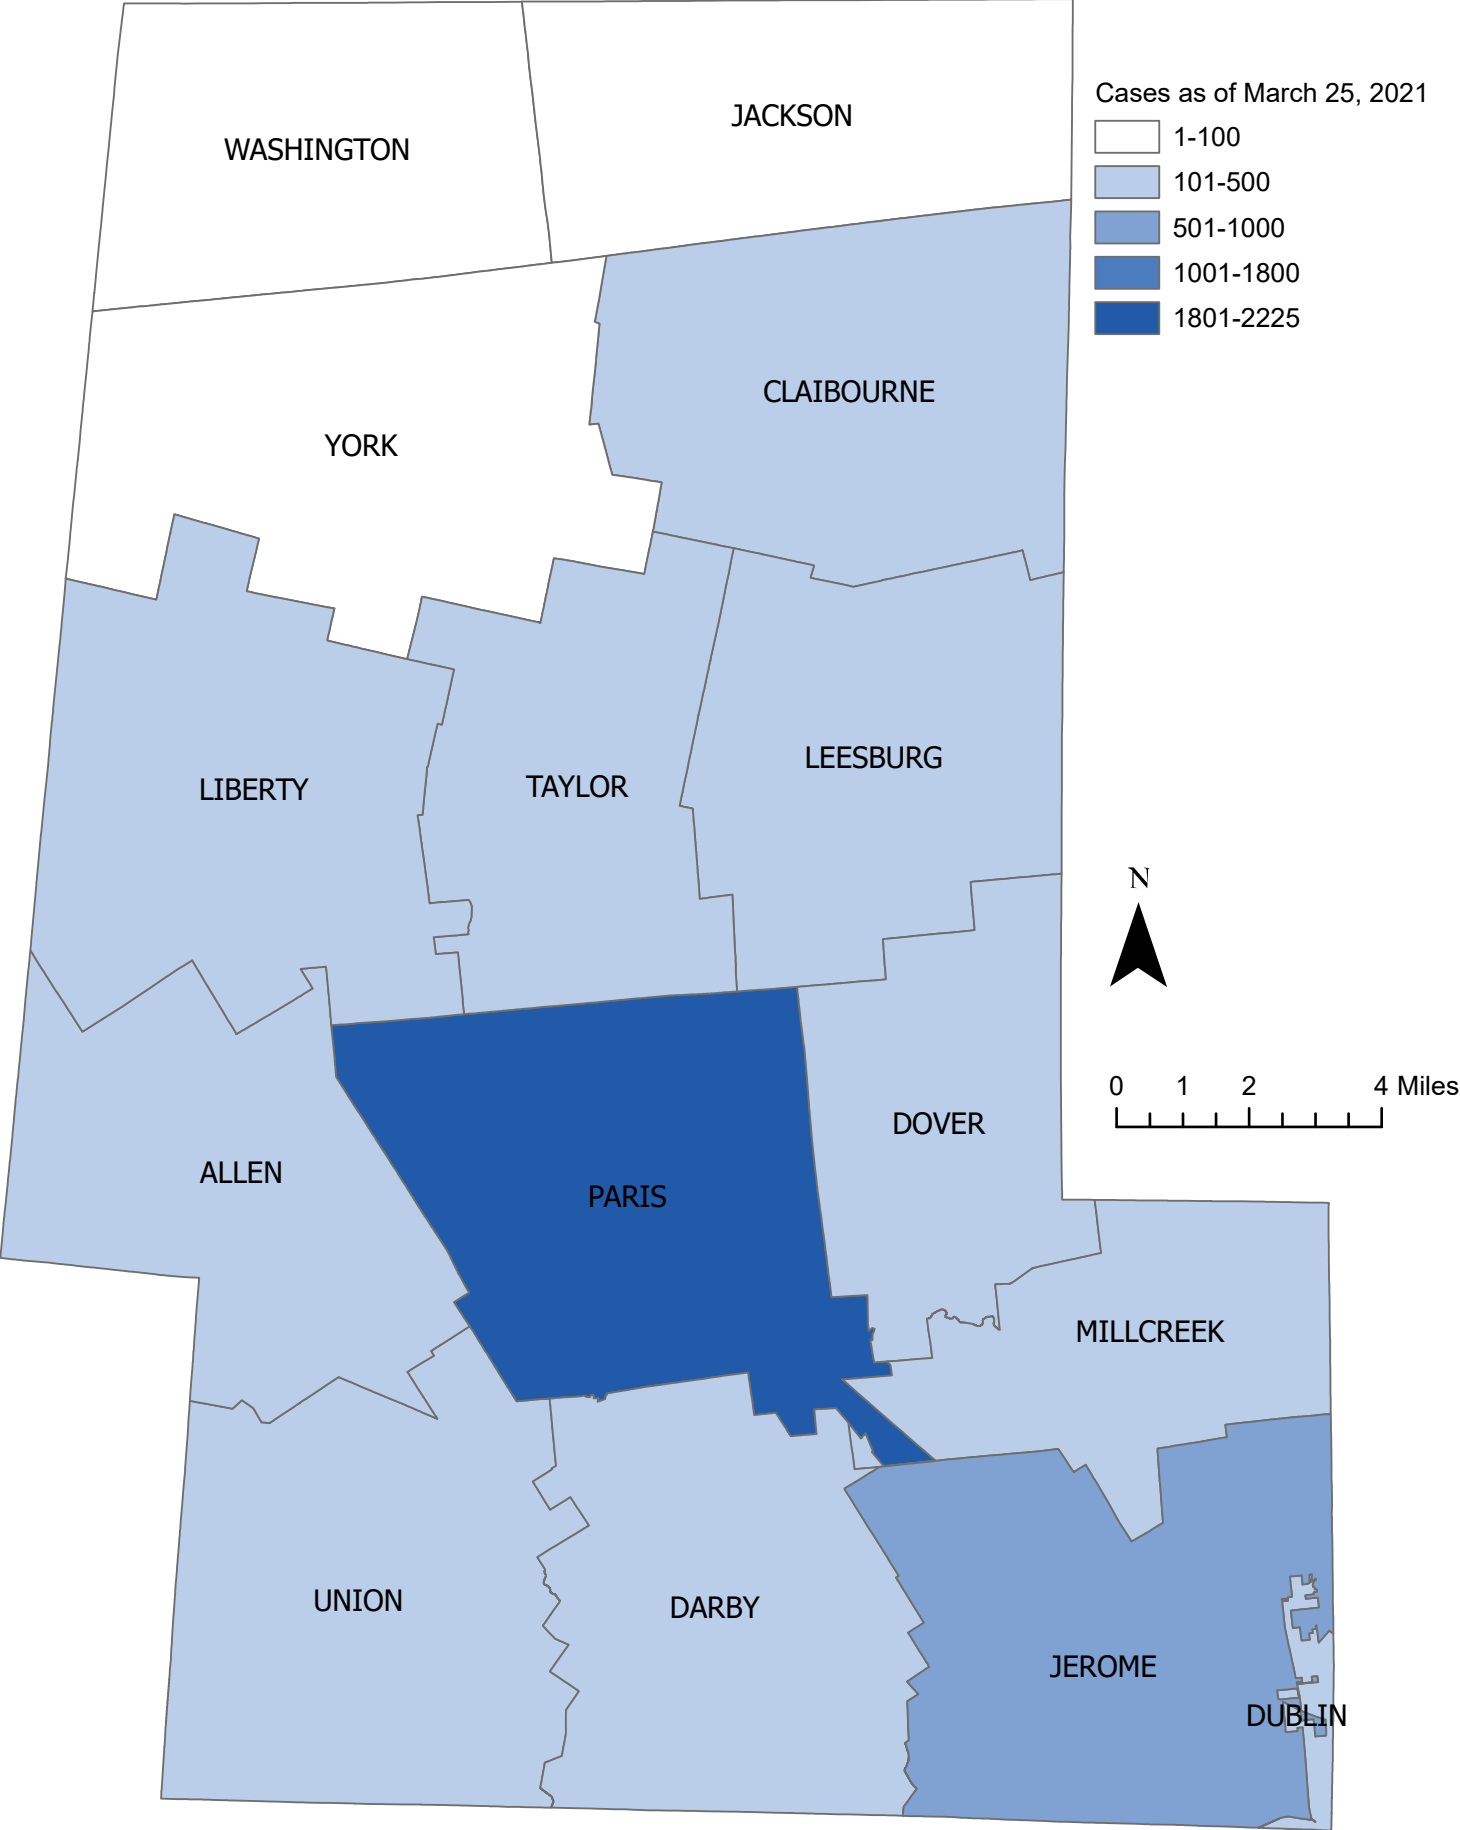 WASHINGTON
JACKSON
Cases as of March 25, 2021
1-100
101-500
501-1000
1001-1800
1801-2225
CLAIBOURNE
YORK
LIBERTY
TAYLOR
LEESBURG
N
0 1 2 4 Miles
ALLEN
PARIS
DOVER
MILLCREEK
UNION
DARBY
JEROME
DUBLIN